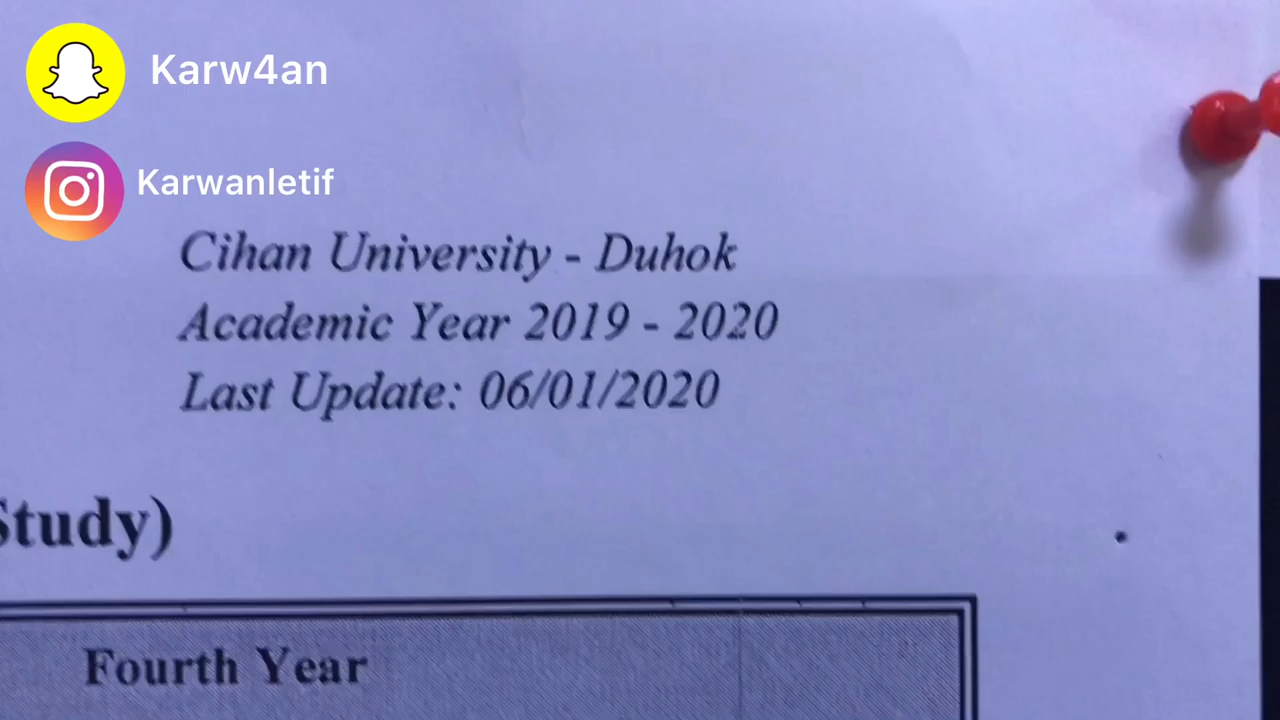 Karw4an
Karwanletif
Cihan University - Duhok
Academic Year 2019 - 2020
Last Update: 06/01/2020
Study)
Fourth Year